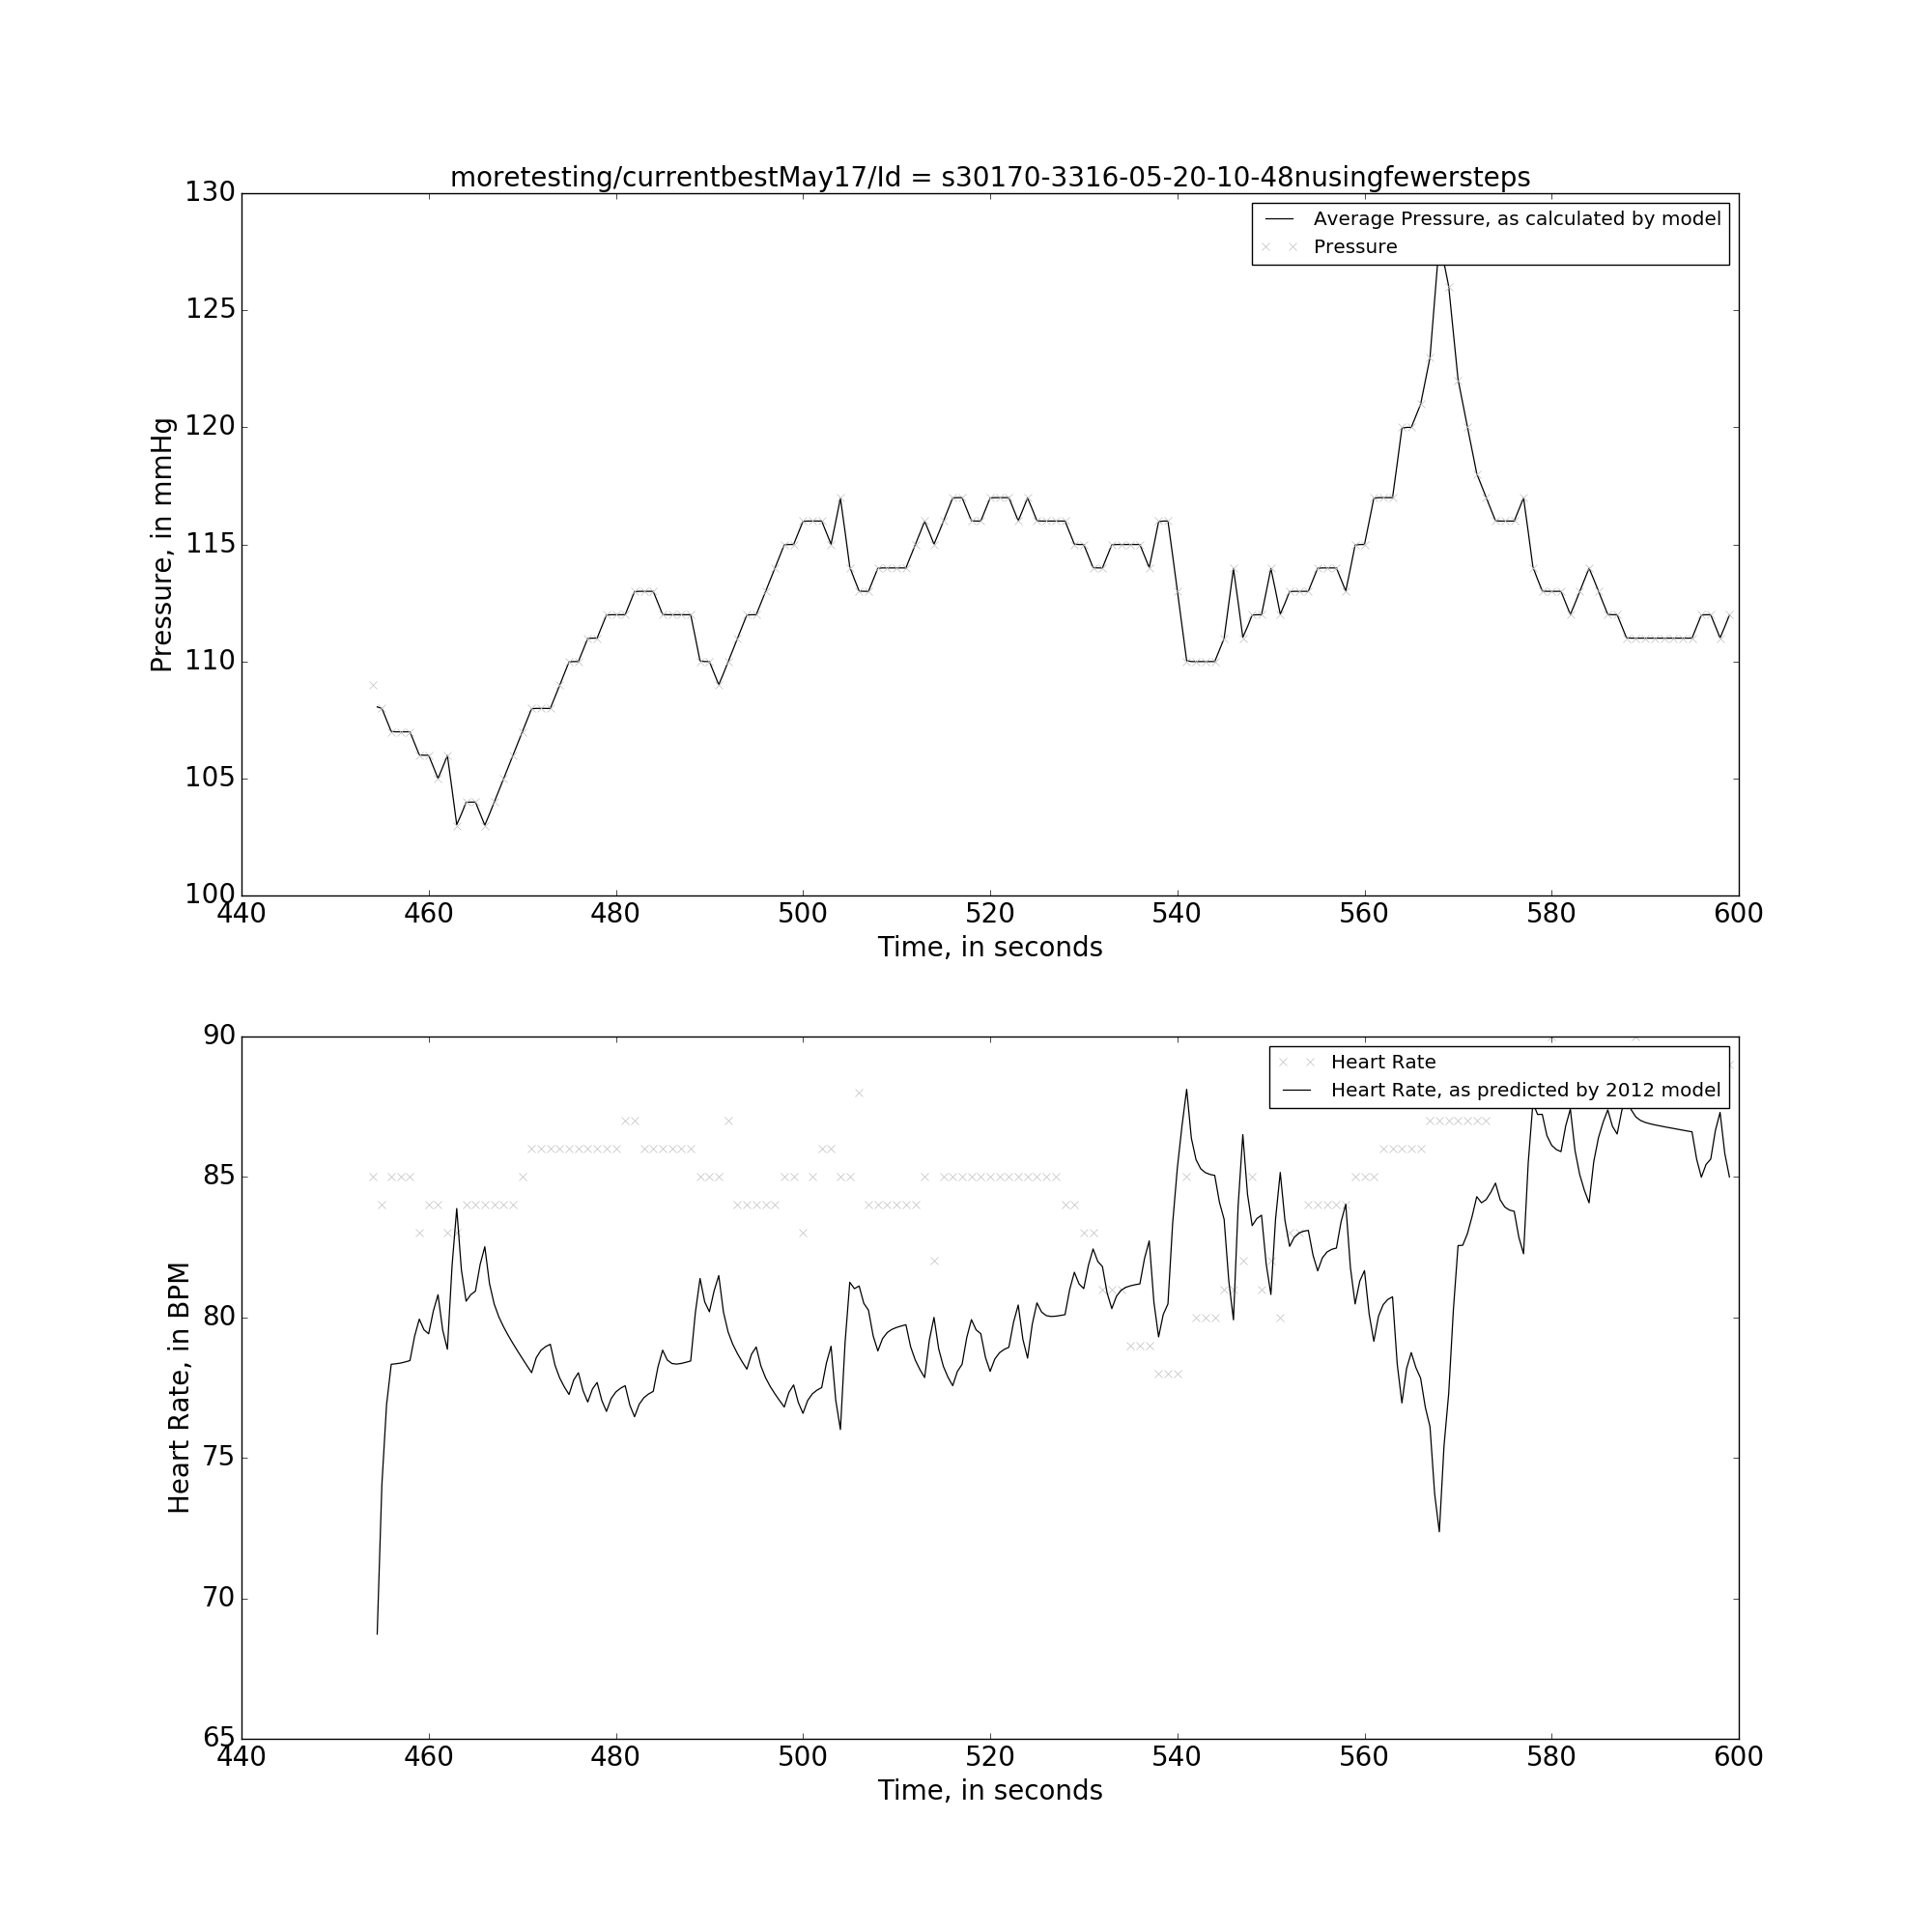 moretesting/currentbestMay17/Id = s30170-3316-05-20-10-48nusingfewersteps
130
125
120
115
110
105
100
Pressure, in mmHg
Average Pressure, as calculated by model
Pressure
440 460 480 500 520 540 560 580 600
Time, in seconds
90
85
80
75
70
65
Heart Rate, in BPM
Heart Rate
Heart Rate, as predicted by 2012 model
440 460 480 500 520 540 560 580 600
Time, in seconds